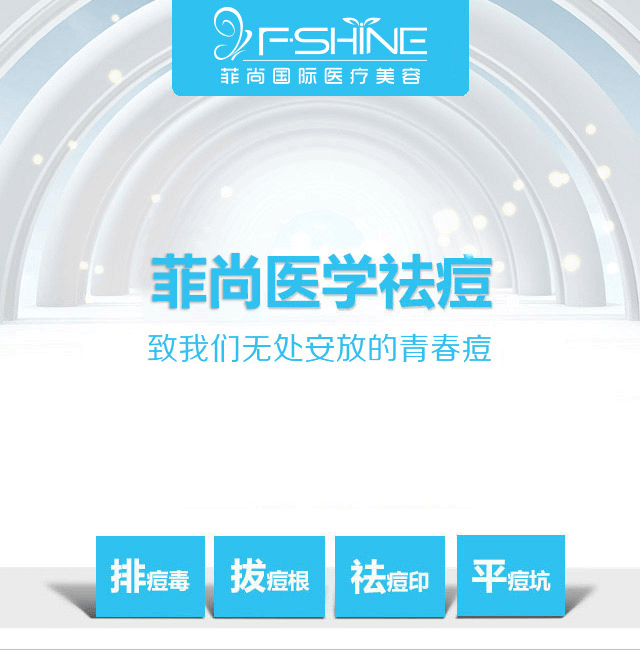 F·SHINE
菲尚国际医疗美容
菲尚医学祛痘
致我们无处安放的青春痘
排痘毒
拔痘根
祛痘印
平痘坑